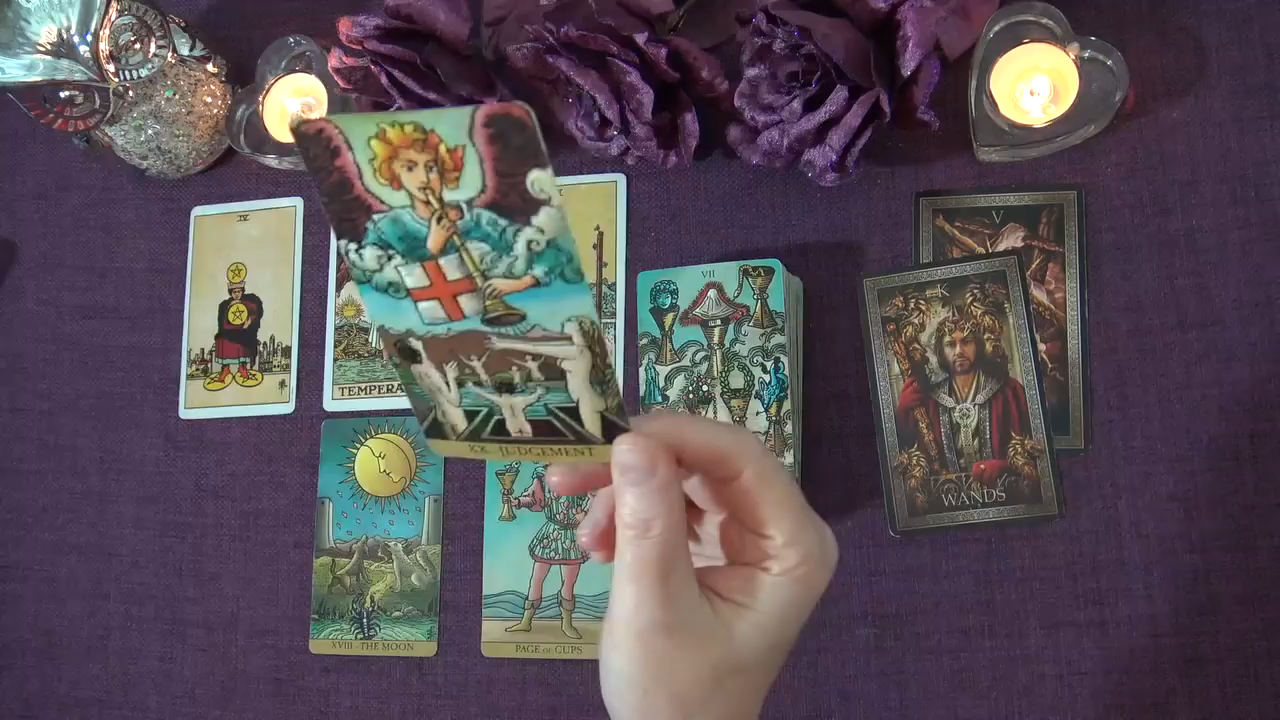 IV
TEMPERA
XX · JUDGEMENT
VII
V
K
WANDS
XVIII · THE MOON
PAGE OF CUPS